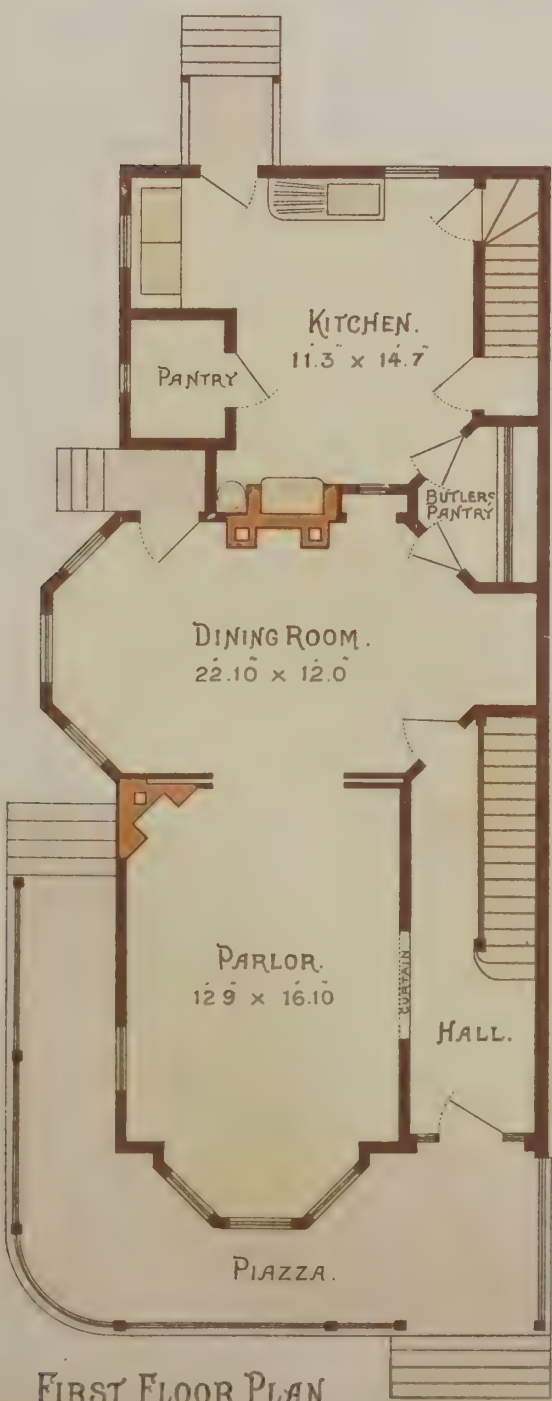 KITCHEN.
11.3" x 14.7"
PANTRY
BUTLERS
PANTRY
DINING ROOM.
22.10" x 12.0"
PARLOR.
12 9" x 16.10"
CURTAIN
HALL.
PIAZZA.
FIRST FLOOR PLAN